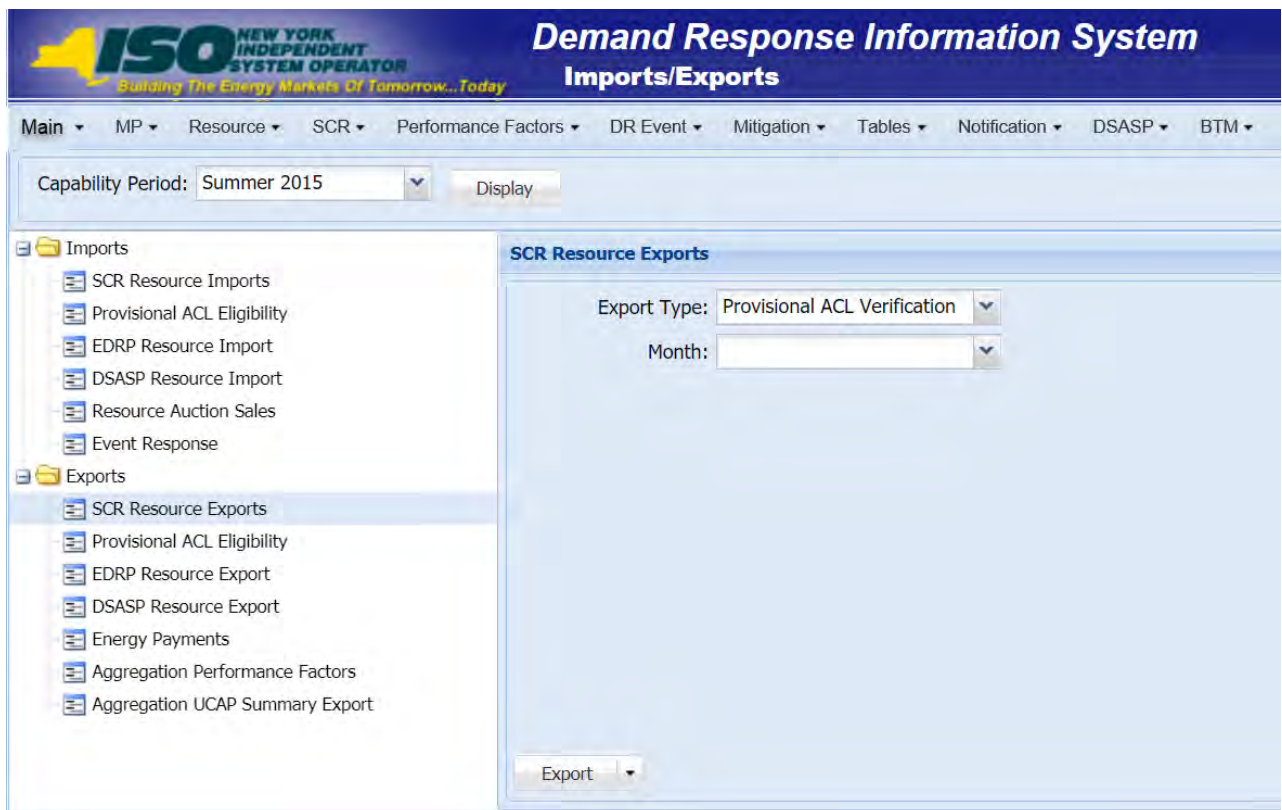 ISO NEW YORK
INDEPENDENT
SYSTEM OPERATOR
Building The Energy Markets Of Tomorrow...Today
Demand Response Information System
Imports/Exports
Main MP Resource SCR Performance Factors DR Event Mitigation Tables Notification DSASP BTM
Capability Period: Summer 2015 Display
Imports
SCR Resource Imports
Provisional ACL Eligibility
EDRP Resource Import
DSASP Resource Import
Resource Auction Sales
Event Response
Exports
SCR Resource Exports
Provisional ACL Eligibility
EDRP Resource Export
DSASP Resource Export
Energy Payments
Aggregation Performance Factors
Aggregation UCAP Summary Export
SCR Resource Exports
Export Type: Provisional ACL Verification
Month:
Export